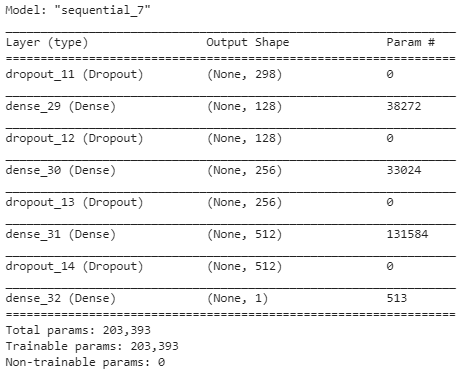 Model: "sequential_7"
Layer (type) Output Shape Param #
dropout_11 (Dropout) (None, 298) 0
dense_29 (Dense) (None, 128) 38272
dropout_12 (Dropout) (None, 128) 0
dense_30 (Dense) (None, 256) 33024
dropout_13 (Dropout) (None, 256) 0
dense_31 (Dense) (None, 512) 131584
dropout_14 (Dropout) (None, 512) 0
dense_32 (Dense) (None, 1) 513
Total params: 203,393
Trainable params: 203,393
Non-trainable params: 0